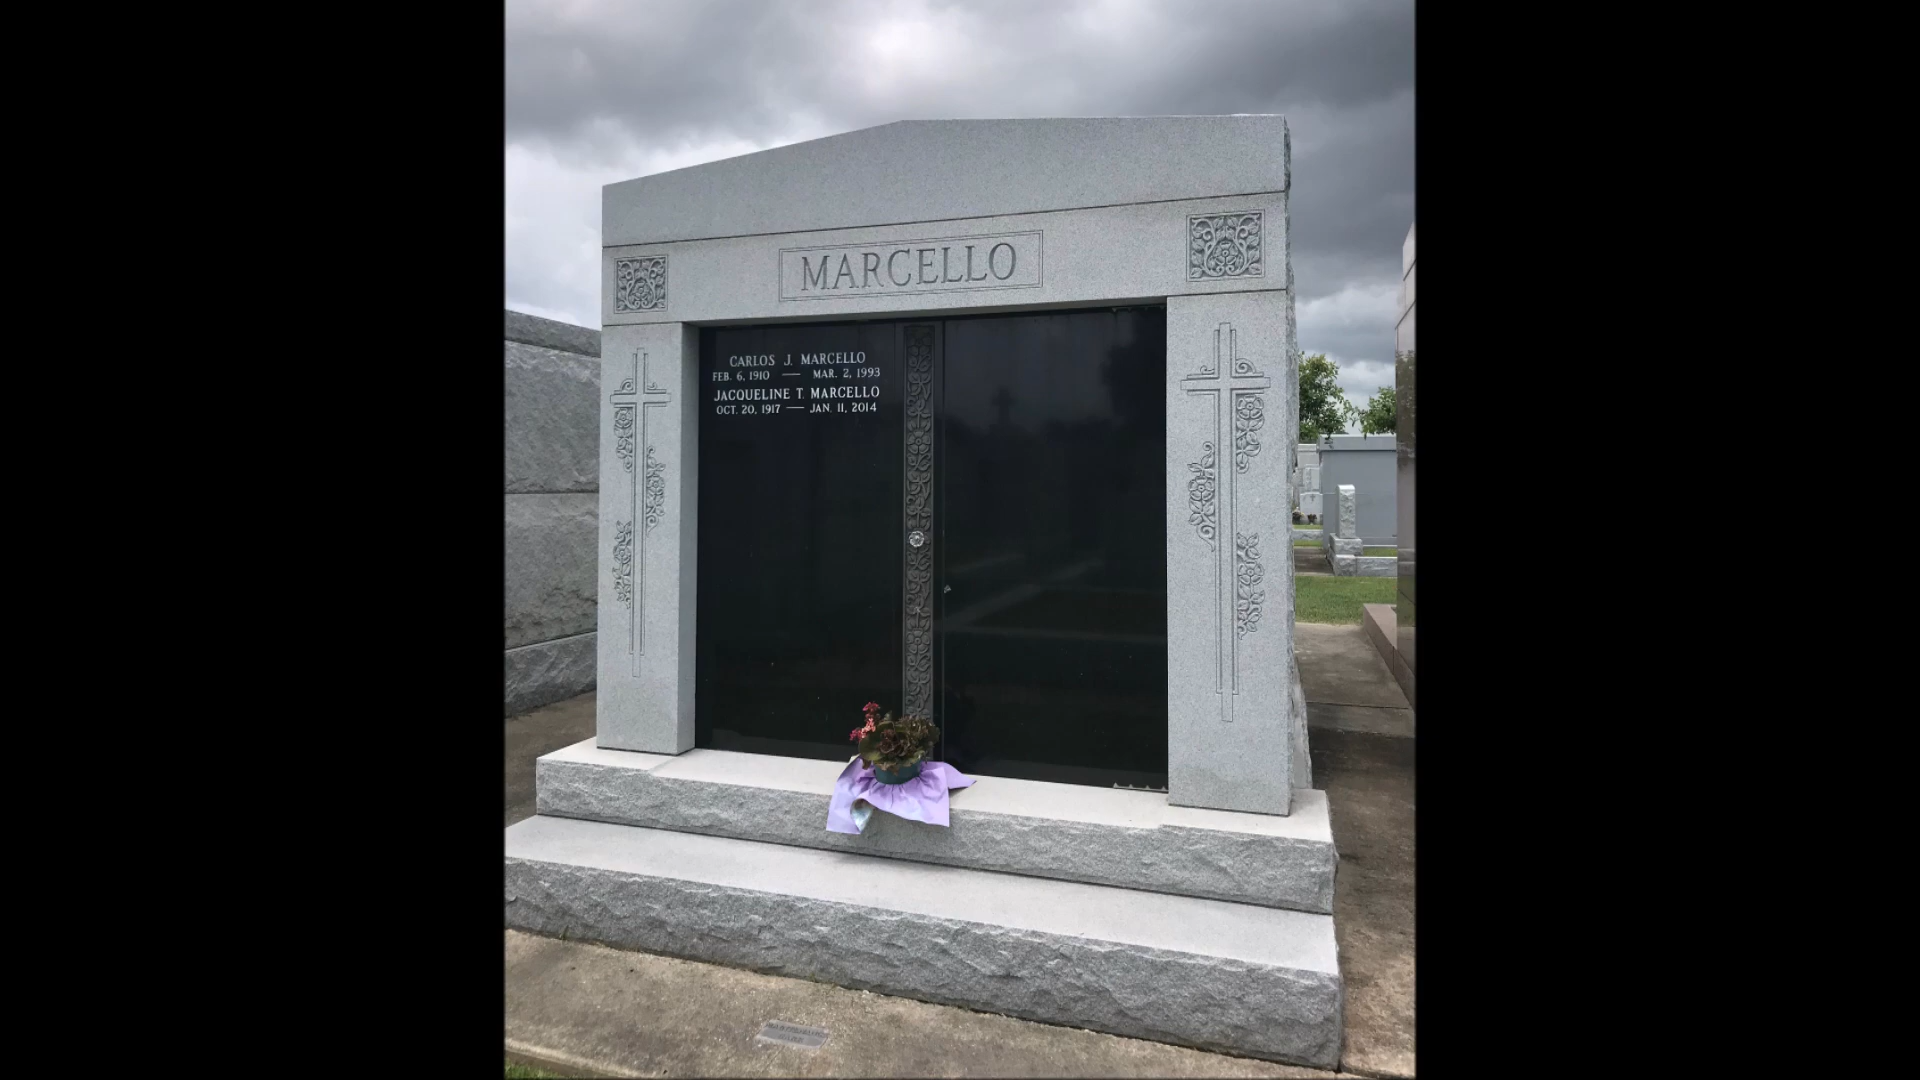 MARCELLO
CARLOS J. MARCELLO
FEB. 6, 1910 — MAR. 2, 1993
JACQUELINE T. MARCELLO
OCT. 20, 1917 — JAN. 11, 2014